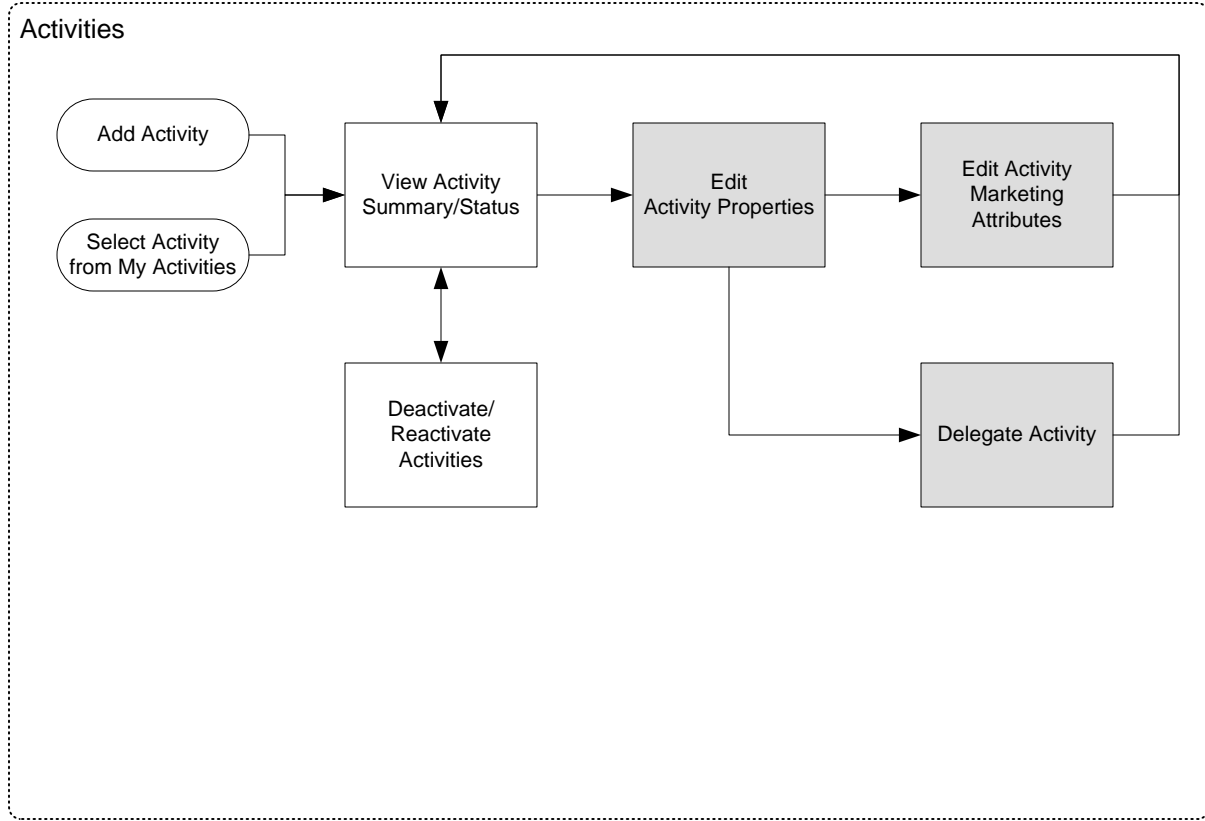 Activities
Add Activity
Select Activity
from My Activities
View Activity
Summary/Status
Edit
Activity Properties
Edit Activity
Marketing
Attributes
Deactivate/
Reactivate
Activities
Delegate Activity